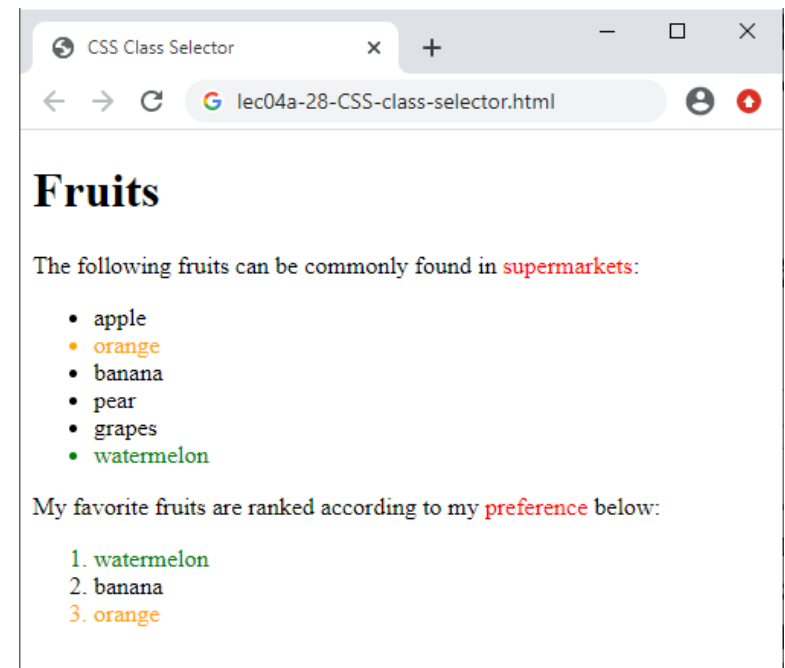 CSS Class Selector
lec04a-28-CSS-class-selector.html
Fruits
The following fruits can be commonly found in supermarkets:
• apple
• orange
• banana
• pear
• grapes
• watermelon
My favorite fruits are ranked according to my preference below:
1. watermelon
2. banana
3. orange